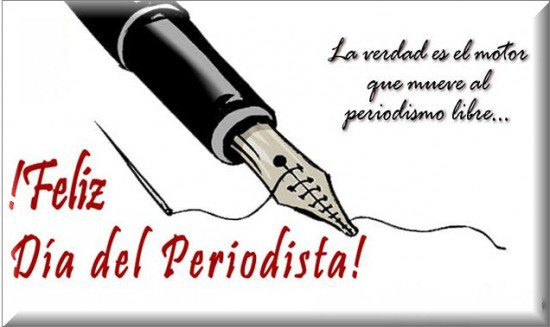 La verdad es el motor
que mueve al
periodismo libre...
!Feliz
Día del Periodista!